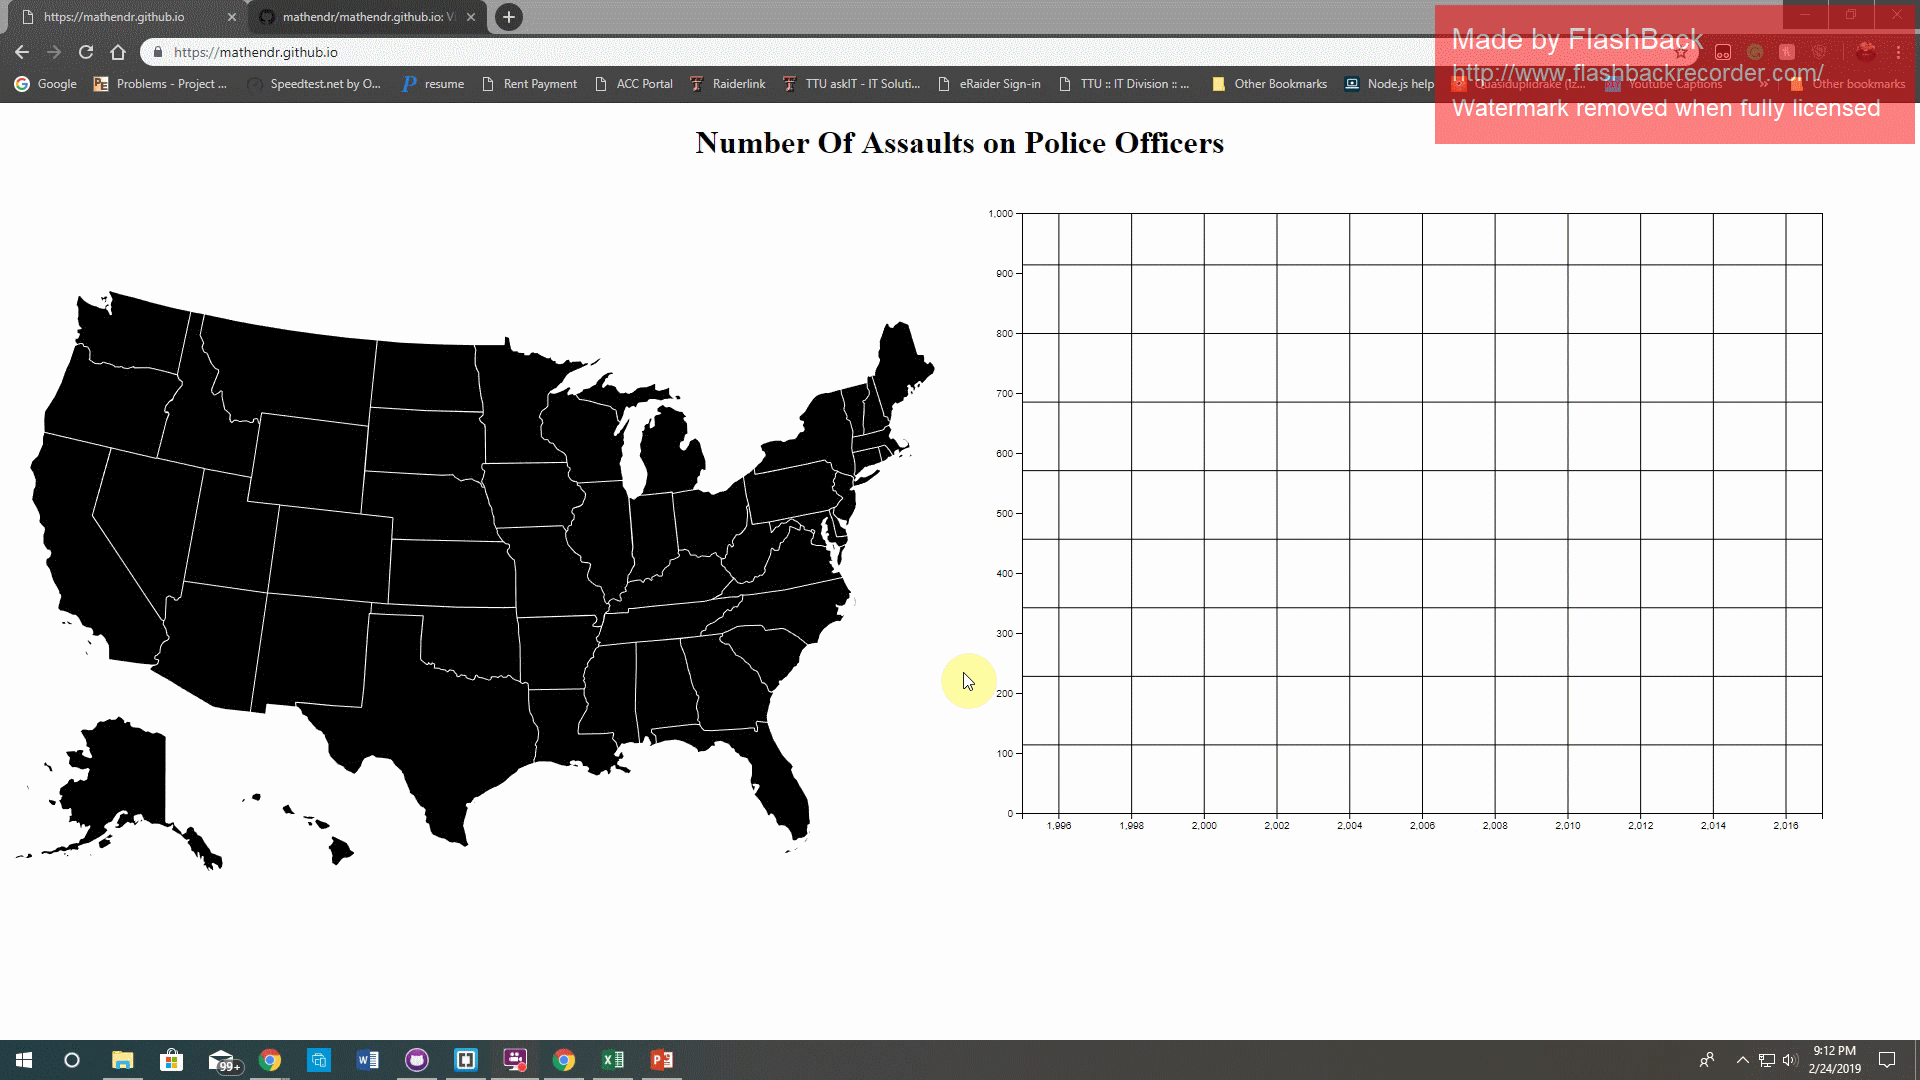 https://mathendr.github.io
mathendr/mathendr.github.io: V
https://mathendr.github.io
Google
Problems - Project ...
Speedtest.net by O...
resume
Rent Payment
ACC Portal
Raiderlink
TTU askIT - IT Soluti...
eRaider Sign-in
TTU :: IT Division :: ...
Other Bookmarks
Node.js help
Quasiduplidrake (Iz...
Youtube Captions
»
Other bookmarks
Made by FlashBack
http://www.flashbackrecorder.com/
Watermark removed when fully licensed
Number Of Assaults on Police Officers
1,000
900
800
700
600
500
400
300
200
100
0
1,996
1,998
2,000
2,002
2,004
2,006
2,008
2,010
2,012
2,014
2,016
99+
9:12 PM
2/24/2019